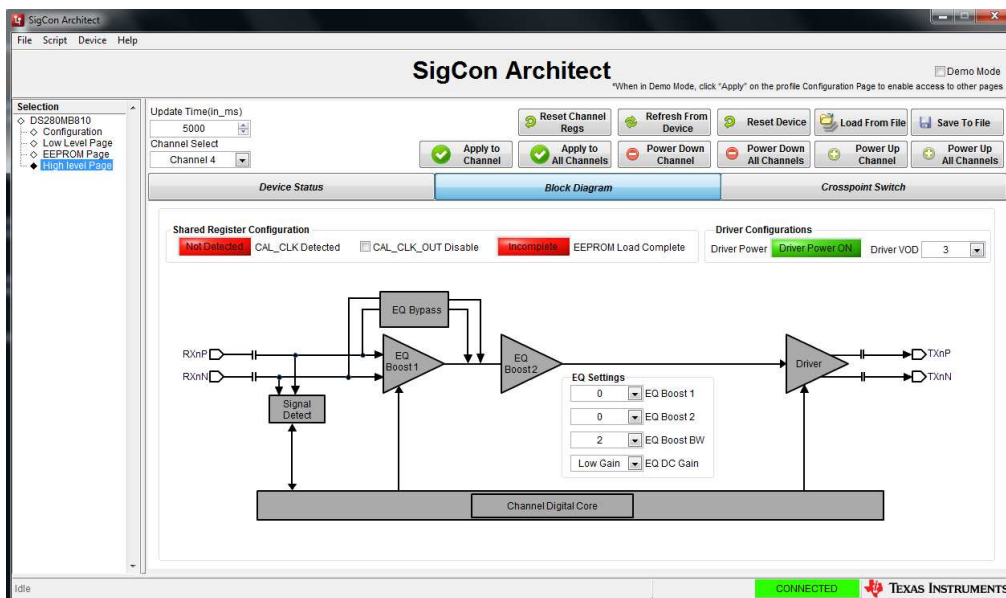 SigCon Architect
File Script Device Help
SigCon Architect
Demo Mode
*When in Demo Mode, click "Apply" on the profile Configuration Page to enable access to other pages
Selection
DS280MB810
Configuration
Low Level Page
EEPROM Page
High level Page
Update Time(in_ms)
5000
Channel Select
Channel 4
Reset Channel Regs
Refresh From Device
Reset Device
Load From File
Save To File
Apply to Channel
Apply to All Channels
Power Down Channel
Power Down All Channels
Power Up Channel
Power Up All Channels
Device Status
Block Diagram
Crosspoint Switch
Shared Register Configuration
Not Detected CAL_CLK Detected
CAL_CLK_OUT Disable
Incomplete EEPROM Load Complete
Driver Configurations
Driver Power Driver Power ON Driver VOD 3
EQ Bypass
RXnP
RXnN
EQ
Boost1
EQ
Boost2
Driver
TXnP
TXnN
Signal
Detect
EQ Settings
0 EQ Boost 1
0 EQ Boost 2
2 EQ Boost BW
Low Gain EQ DC Gain
Channel Digital Core
Idle
CONNECTED
TEXAS INSTRUMENTS